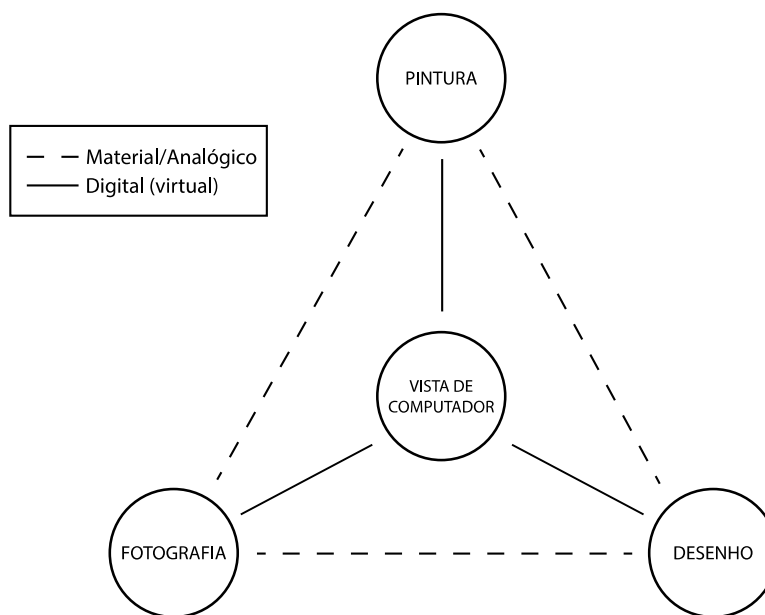 PINTURA
Material/Analógico
Digital (virtual)
VISTA DE
COMPUTADOR
FOTOGRAFIA
DESENHO